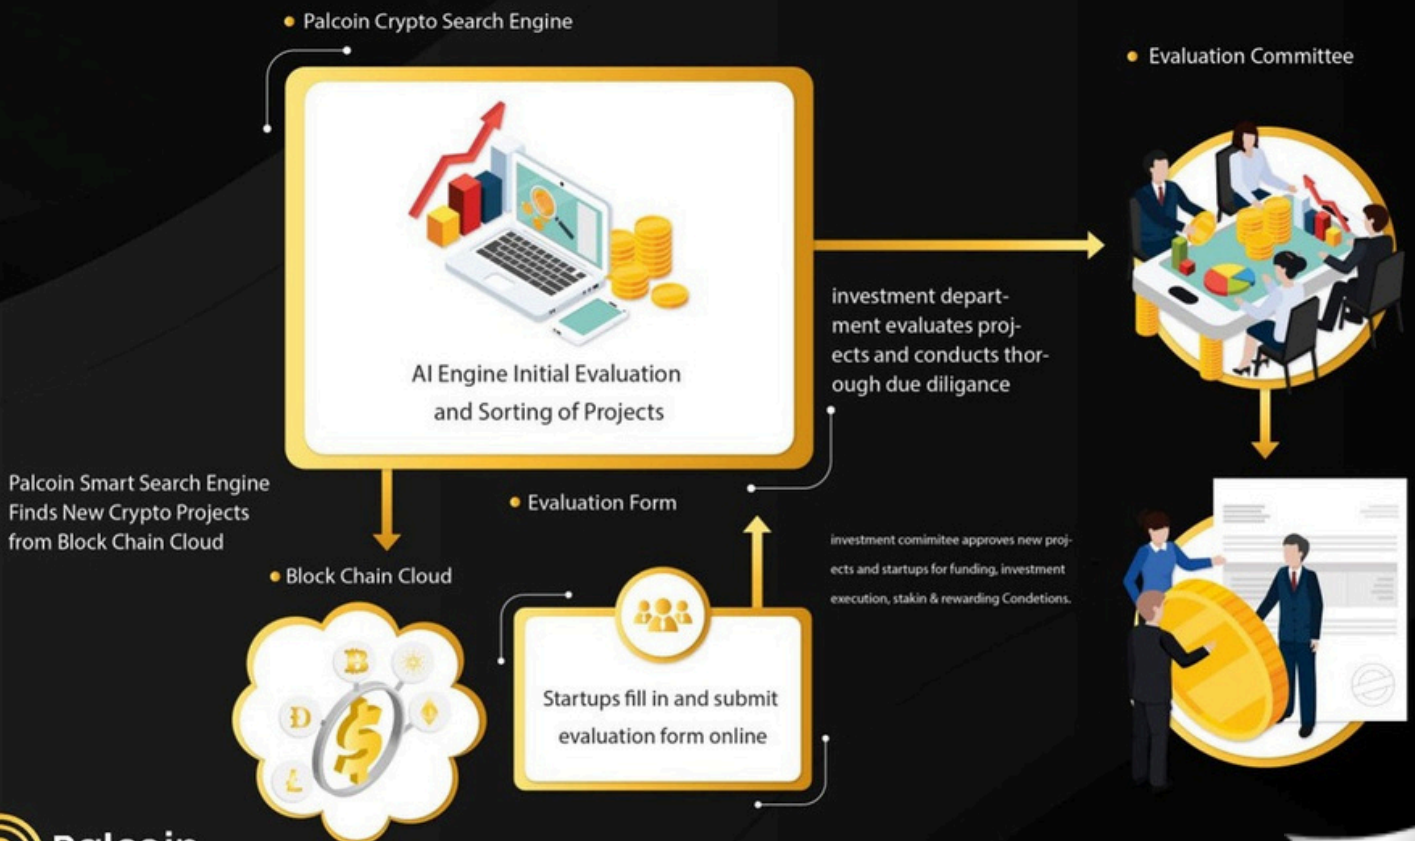 Palcoin Crypto Search Engine
Evaluation Committee
AI Engine Initial Evaluation
and Sorting of Projects
investment depart-
ment evaluates proj-
ects and conducts thor-
ough due diligance
Palcoin Smart Search Engine
Finds New Crypto Projects
from Block Chain Cloud
Evaluation Form
Block Chain Cloud
investment comimitee approves new proj-
ects and startups for funding, investment
execution, stakin & rewarding Condetions.
Startups fill in and submit
evaluation form online
Palcoin